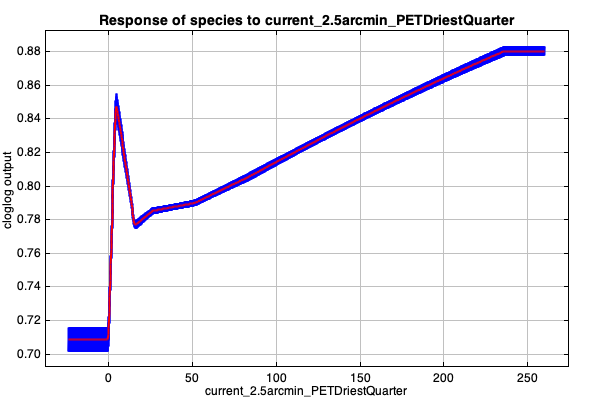 Response of species to current_2.5arcmin_PETDriestQuarter
cloglog output
0.88
0.86
0.84
0.82
0.80
0.78
0.76
0.74
0.72
0.70
0 50 100 150 200 250
current_2.5arcmin_PETDriestQuarter